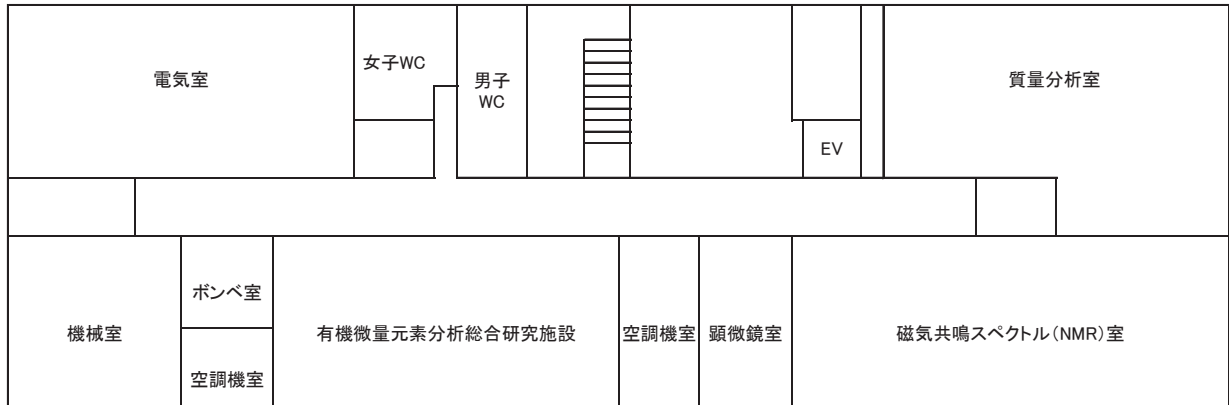 電気室
女子WC
男子
WC
EV
質量分析室
機械室
ボンベ室
空調機室
有機微量元素分析総合研究施設
空調機室
顕微鏡室
磁気共鳴スペクトル(NMR)室